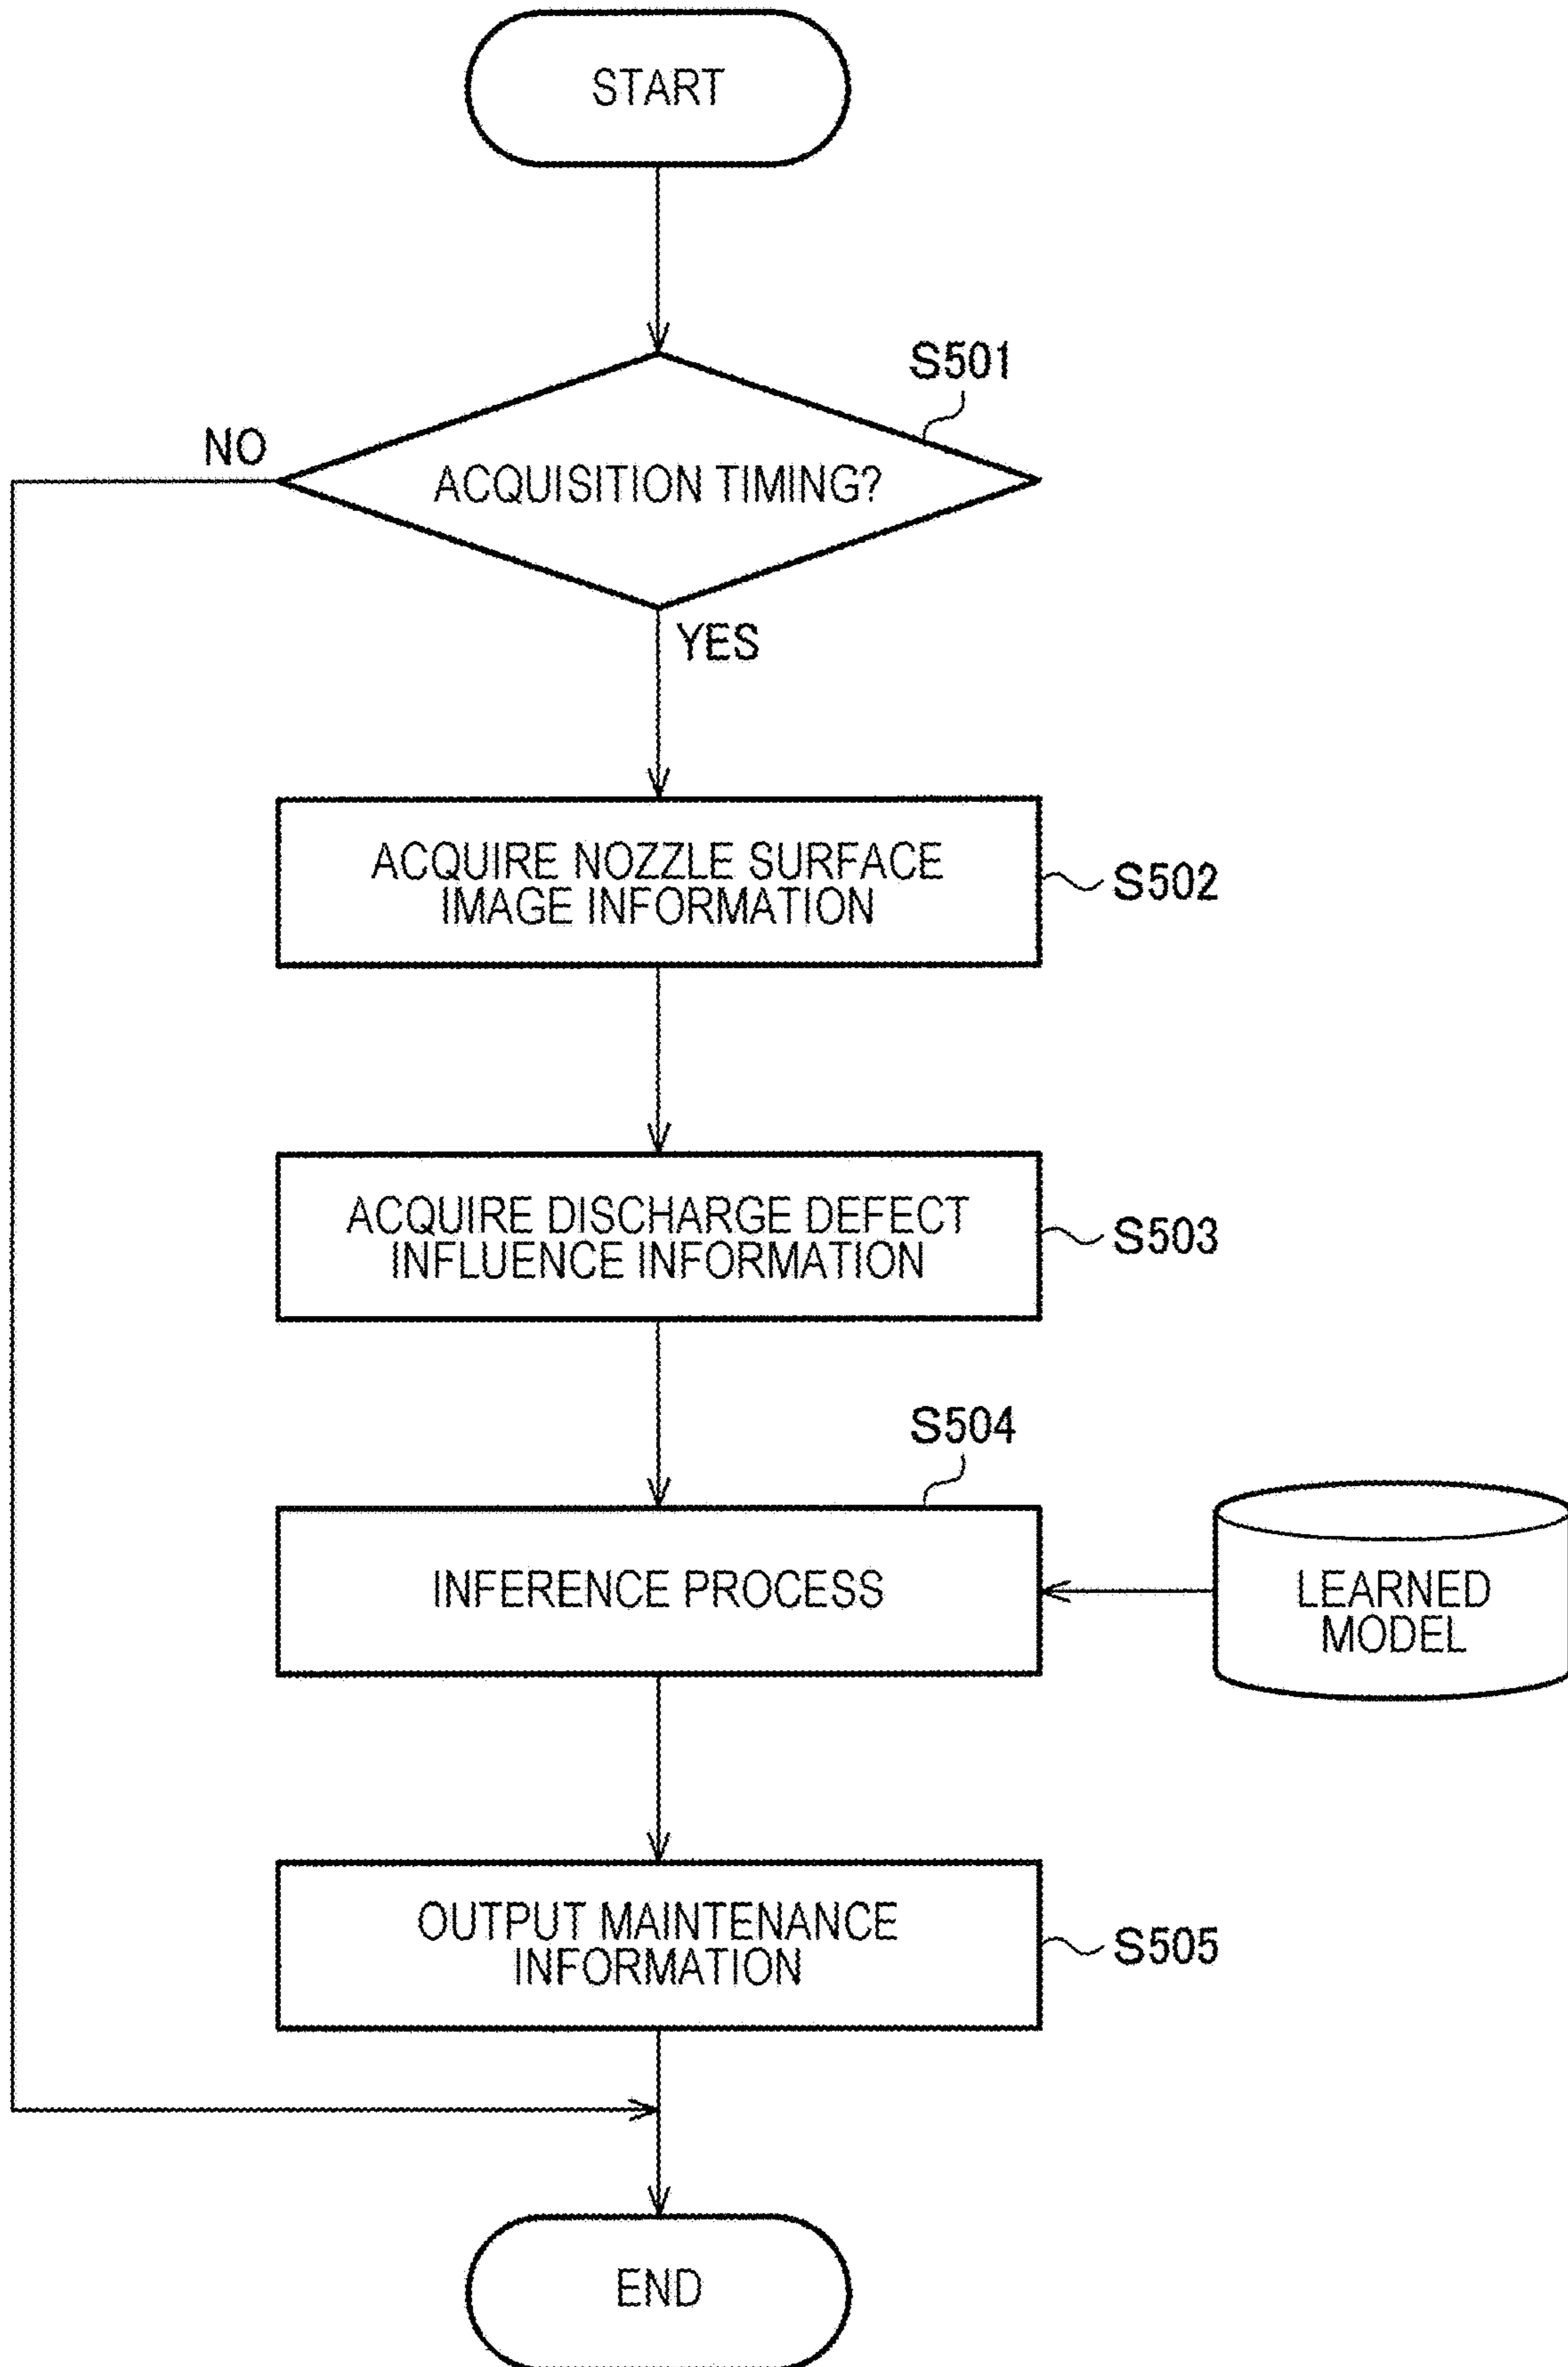 START
S501
NO
ACQUISITION TIMING?
YES
ACQUIRE NOZZLE SURFACE
IMAGE INFORMATION
S502
ACQUIRE DISCHARGE DEFECT
INFLUENCE INFORMATION
S503
S504
INFERENCE PROCESS
LEARNED
MODEL
OUTPUT MAINTENANCE
INFORMATION
S505
END